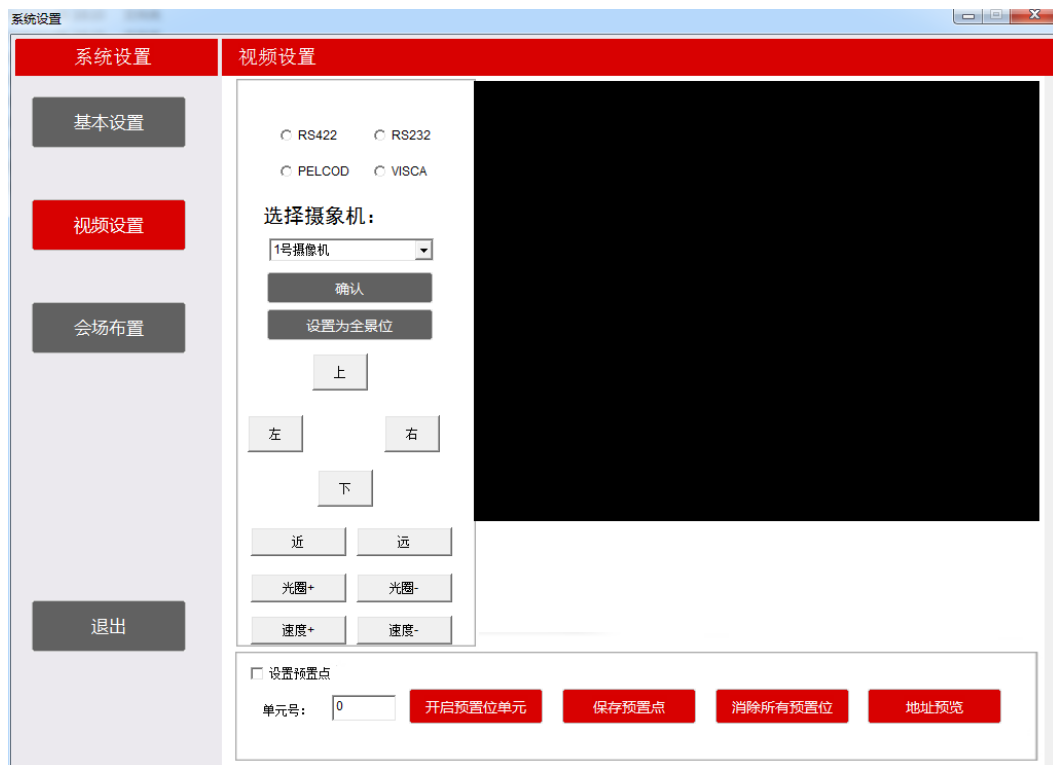 系统设置
系统设置
视频设置
基本设置
视频设置
会场布置
退出
RS422 RS232
PELCOD VISCA
选择摄象机：
1号摄像机
确认
设置为全景位
上
左 右
下
近 远
光圈+ 光圈-
速度+ 速度-
设置预置点
单元号： 0 开启预置位单元 保存预置点 消除所有预置位 地址预览